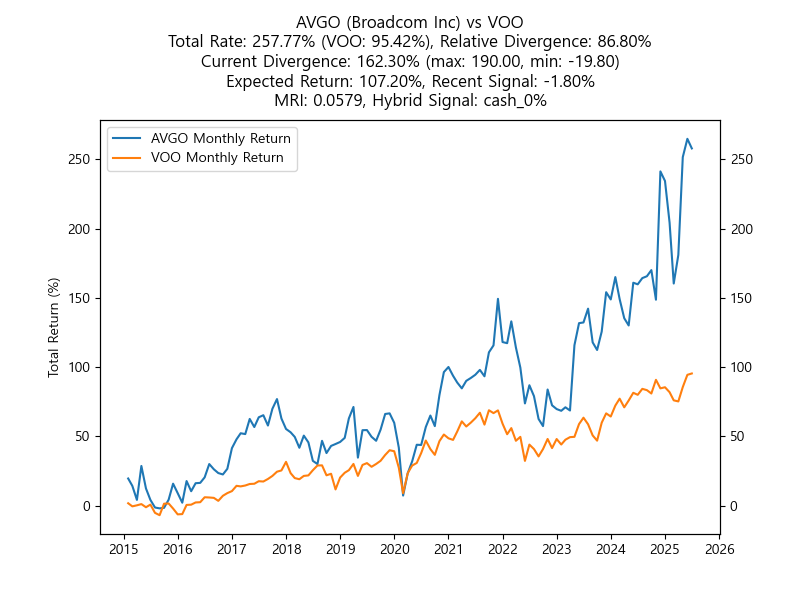 AVGO (Broadcom Inc) vs VOO
Total Rate: 257.77% (VOO: 95.42%), Relative Divergence: 86.80%
Current Divergence: 162.30% (max: 190.00, min: -19.80)
Expected Return: 107.20%, Recent Signal: -1.80%
MRI: 0.0579, Hybrid Signal: cash_0%
AVGO Monthly Return
VOO Monthly Return
Total Return (%)
250
200
150
100
50
0
250
200
150
100
50
0
2015 2016 2017 2018 2019 2020 2021 2022 2023 2024 2025 2026